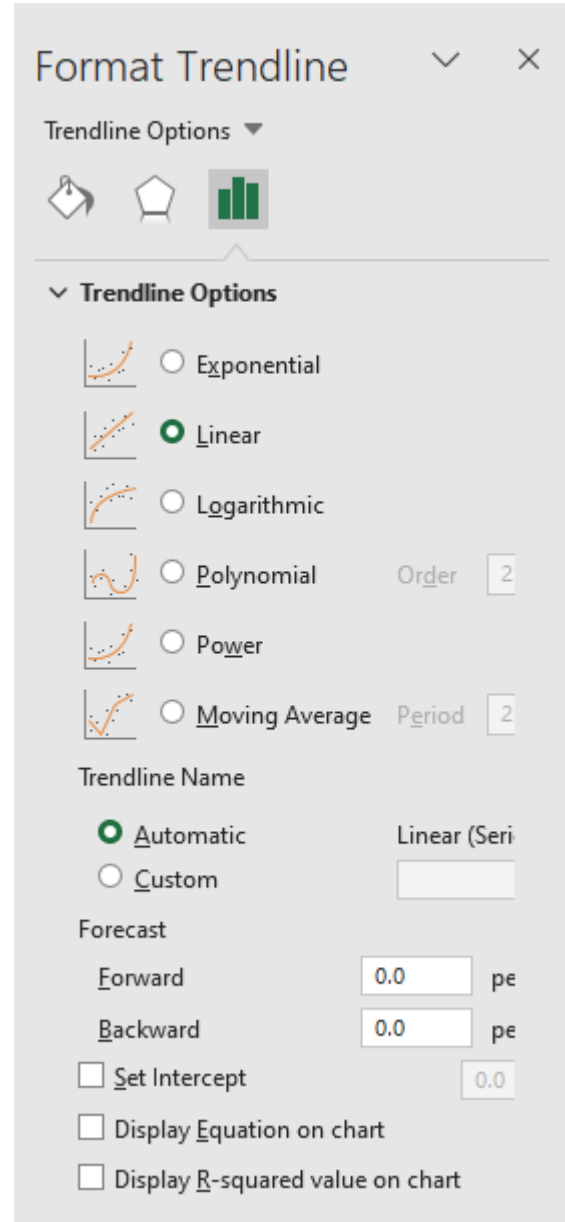 Format Trendline
Trendline Options
Trendline Options
Exponential
Linear
Logarithmic
Polynomial Order 2
Power
Moving Average Period 2
Trendline Name
Automatic Linear (Seri
Custom
Forecast
Forward 0.0 pe
Backward 0.0 pe
Set Intercept 0.0
Display Equation on chart
Display R-squared value on chart